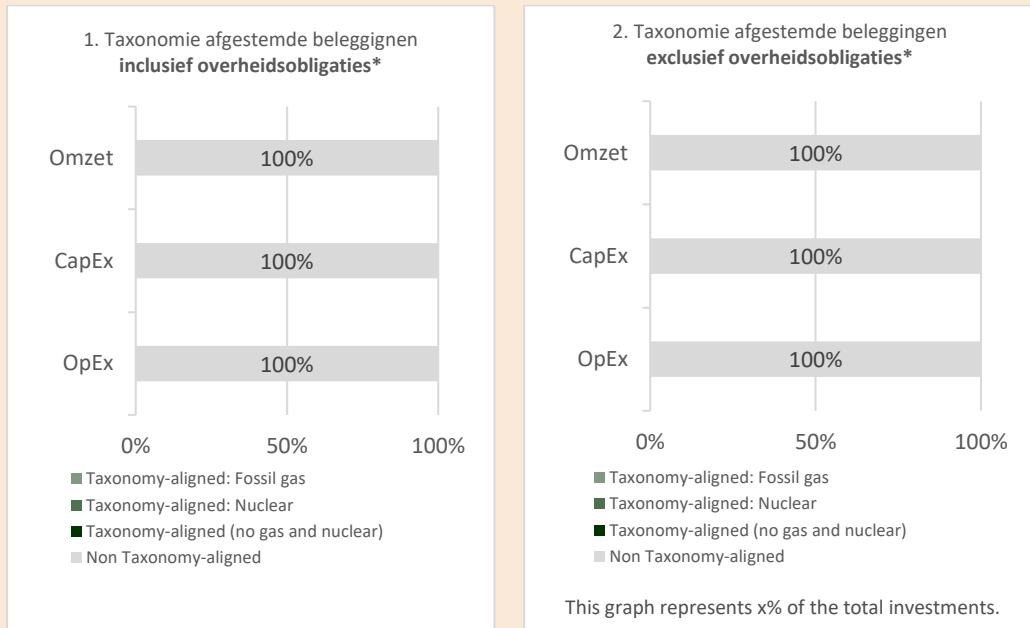 1. Taxonomie afgestemde beleggignen
inclusief overheidsobligaties*
Omzet
100%
CapEx
100%
OpEx
100%
0%
50%
100%
Taxonomy-aligned: Fossil gas
Taxonomy-aligned: Nuclear
Taxonomy-aligned (no gas and nuclear)
Non Taxonomy-aligned
2. Taxonomie afgestemde beleggingen
exclusief overheidsobligaties*
Omzet
100%
CapEx
100%
OpEx
100%
0%
50%
100%
Taxonomy-aligned: Fossil gas
Taxonomy-aligned: Nuclear
Taxonomy-aligned (no gas and nuclear)
Non Taxonomy-aligned
This graph represents x% of the total investments.